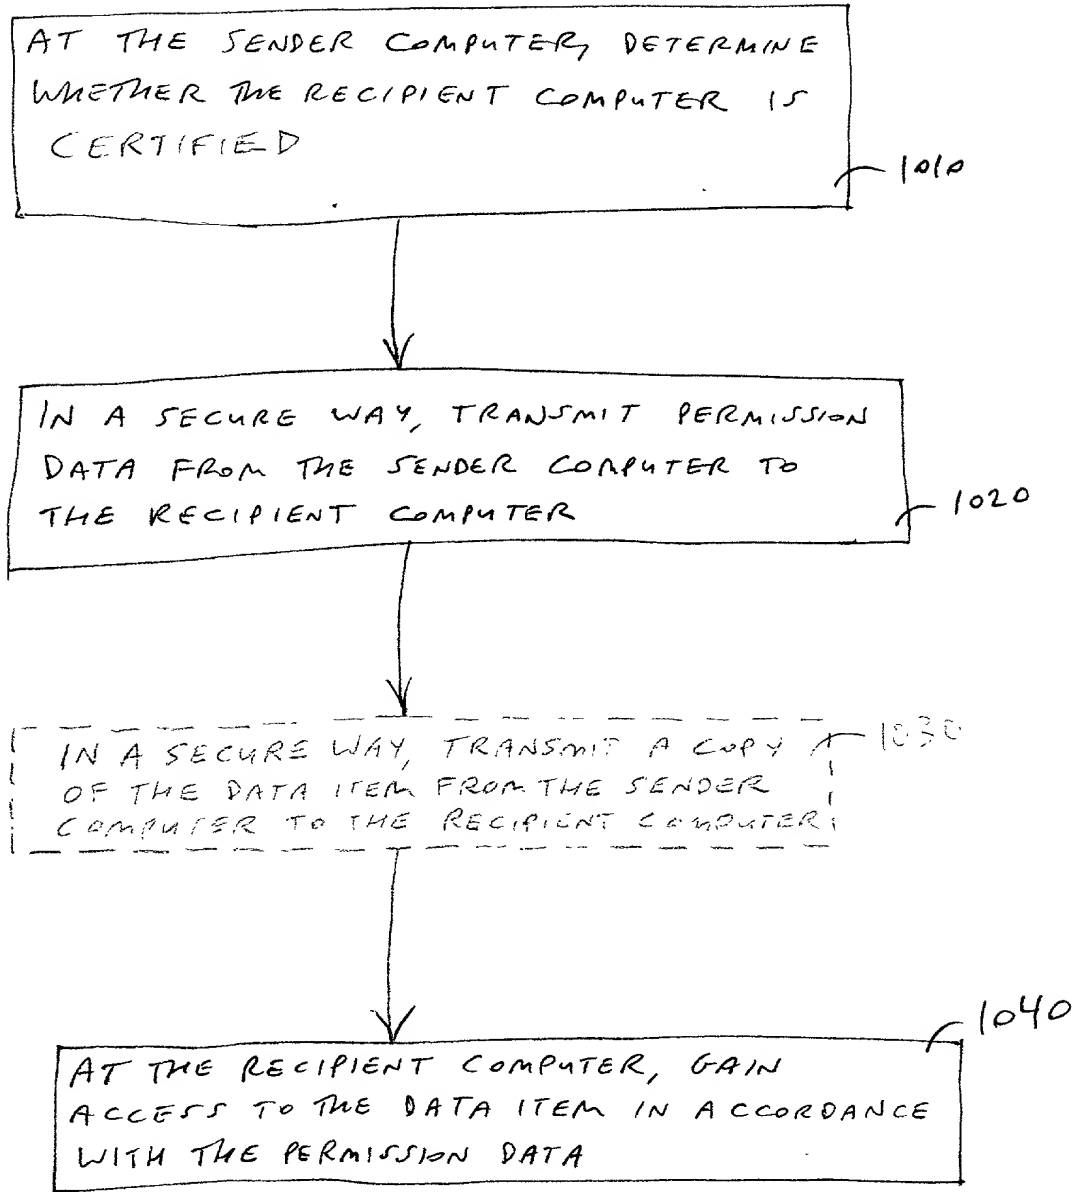 AT THE SENDER COMPUTER, DETERMINE
WHETHER THE RECIPIENT COMPUTER IS
CERTIFIED
1010
IN A SECURE WAY, TRANSMIT PERMISSION
DATA FROM THE SENDER COMPUTER TO
THE RECIPIENT COMPUTER
1020
IN A SECURE WAY, TRANSMIT A COPY
1030
OF THE DATA ITEM FROM THE SENDER
COMPUTER TO THE RECIPIENT COMPUTER
1040
AT THE RECIPIENT COMPUTER, GAIN
ACCESS TO THE DATA ITEM IN ACCORDANCE
WITH THE PERMISSION DATA